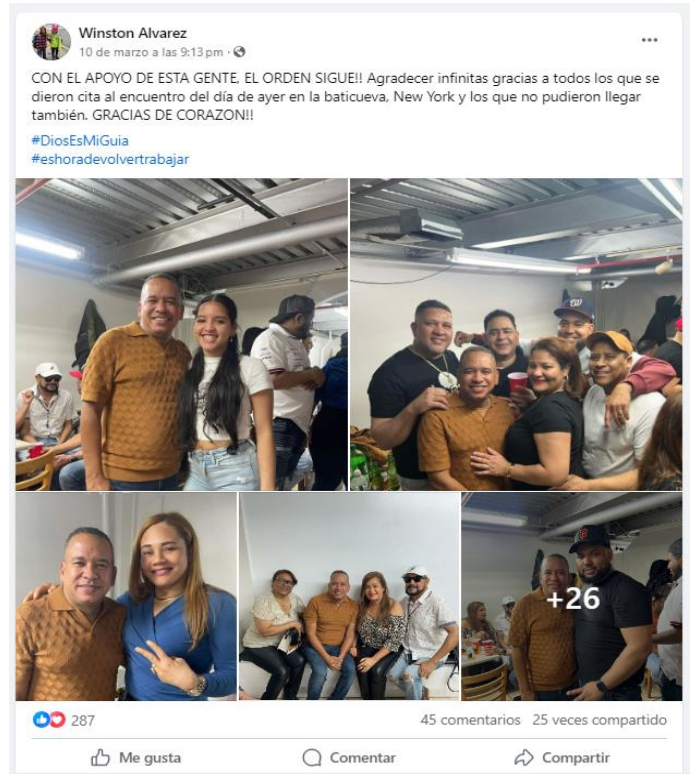 Winston Alvarez
10 de marzo a las 9:13 pm ·
CON EL APOYO DE ESTA GENTE, EL ORDEN SIGUE!! Agradecer infinitas gracias a todos los que se
dieron cita al encuentro del día de ayer en la baticueva, New York y los que no pudieron llegar
también. GRACIAS DE CORAZON!!
#DiosEsMiGuia
#eshoradevolvertrabajar
+26
287
45 comentarios 25 veces compartido
Me gusta
Comentar
Compartir